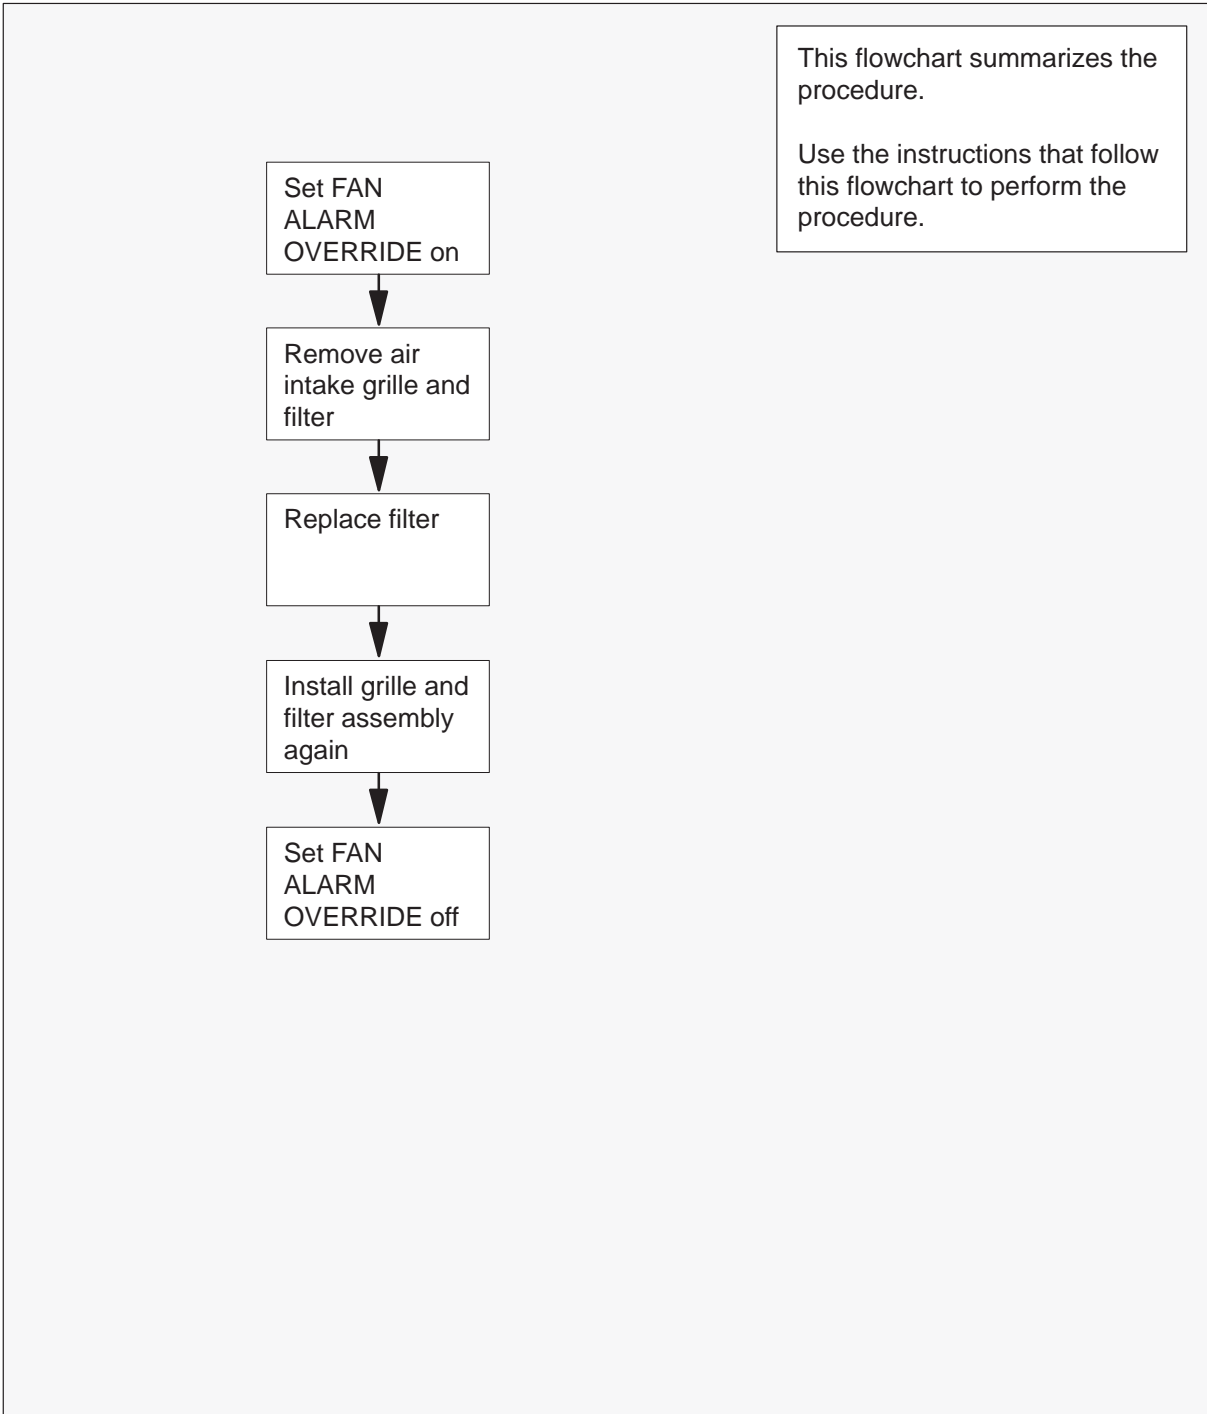 This flowchart summarizes the
procedure.
Use the instructions that follow
this flowchart to perform the
procedure.
Set FAN
ALARM
OVERRIDE on
Remove air
intake grille and
filter
Replace filter
Install grille and
filter assembly
again
Set FAN
ALARM
OVERRIDE off